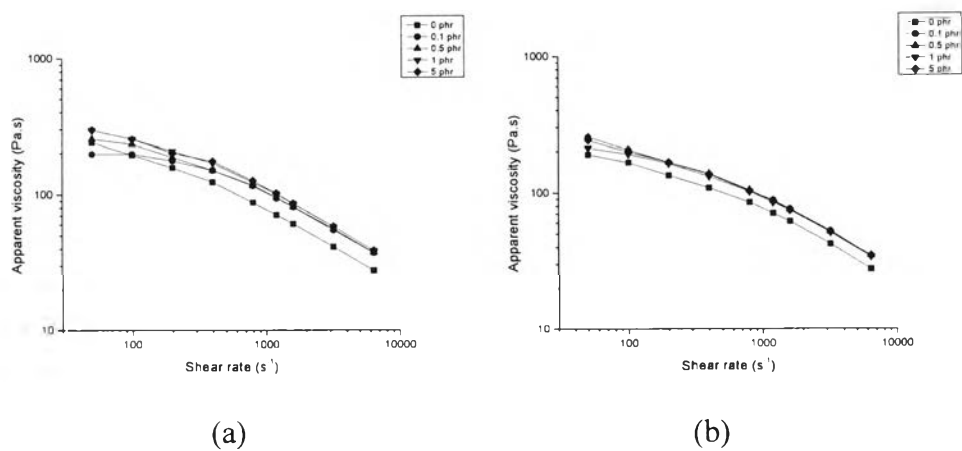 0 phr
0.1 phr
0.5 phr
1 phr
5 phr
1000
100
10
Apparent viscosity (Pa.s)
100
1000
10000
Shear rate (s⁻¹)
(a)
0 phr
0.1 phr
0.5 phr
1 phr
5 phr
1000
100
10
Apparent viscosity (Pa.s)
100
1000
10000
Shear rate (s⁻¹)
(b)